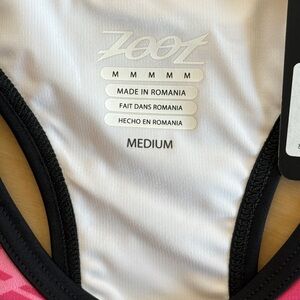 ZOOT
M M M M M
MADE IN ROMANIA
FAIT DANS ROMANIA
HECHO EN ROMANIA
MEDIUM